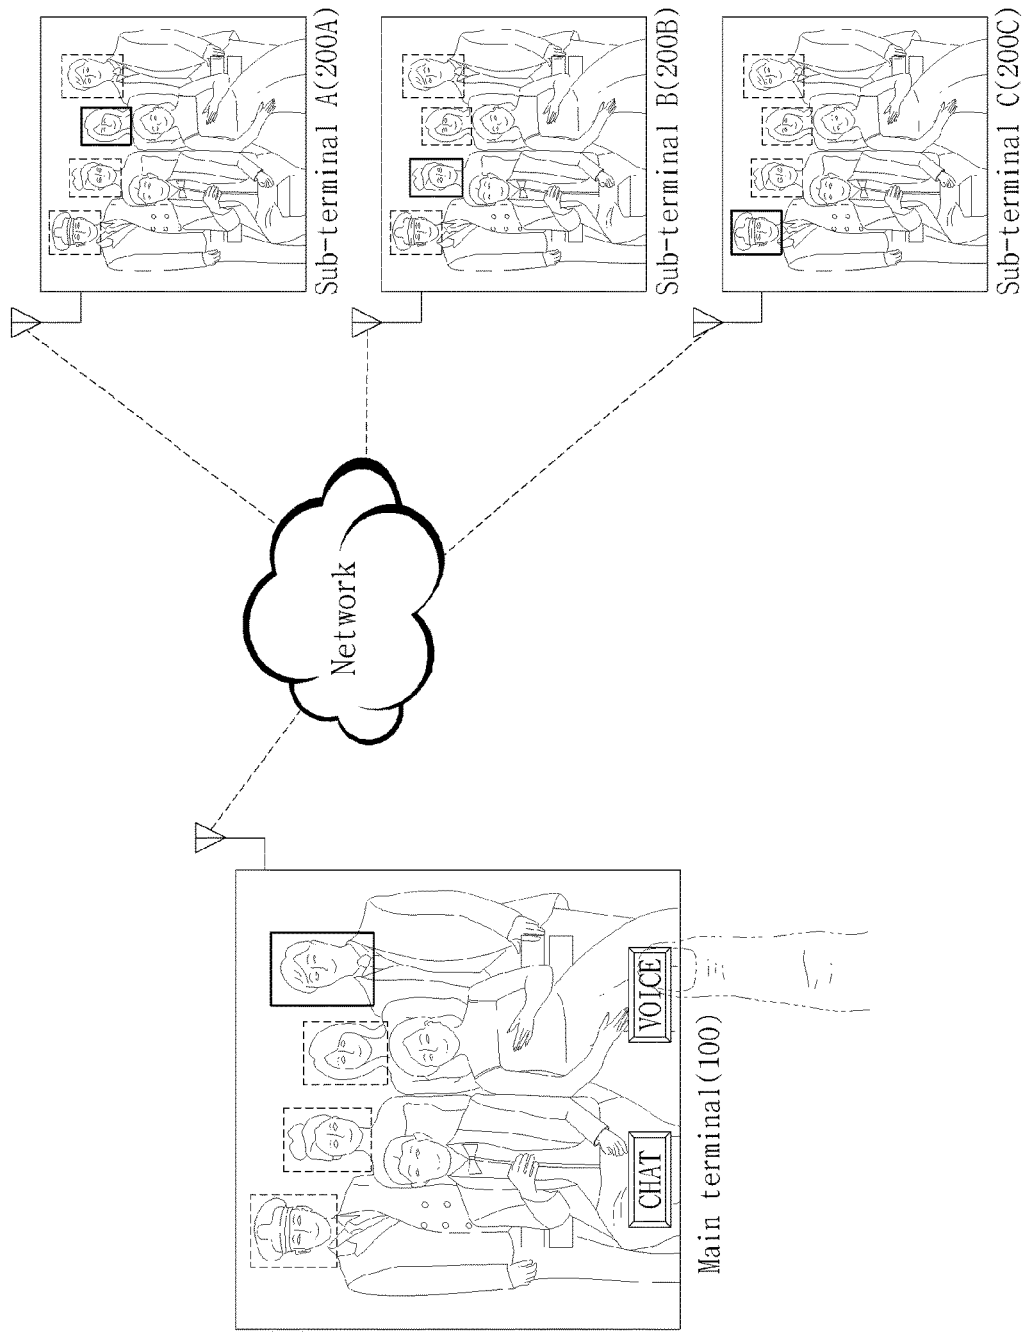 Sub-terminal A(200A)
Sub-terminal B(200B)
Sub-terminal C(200C)
Network
Main terminal(100)
CHAT
VOICE